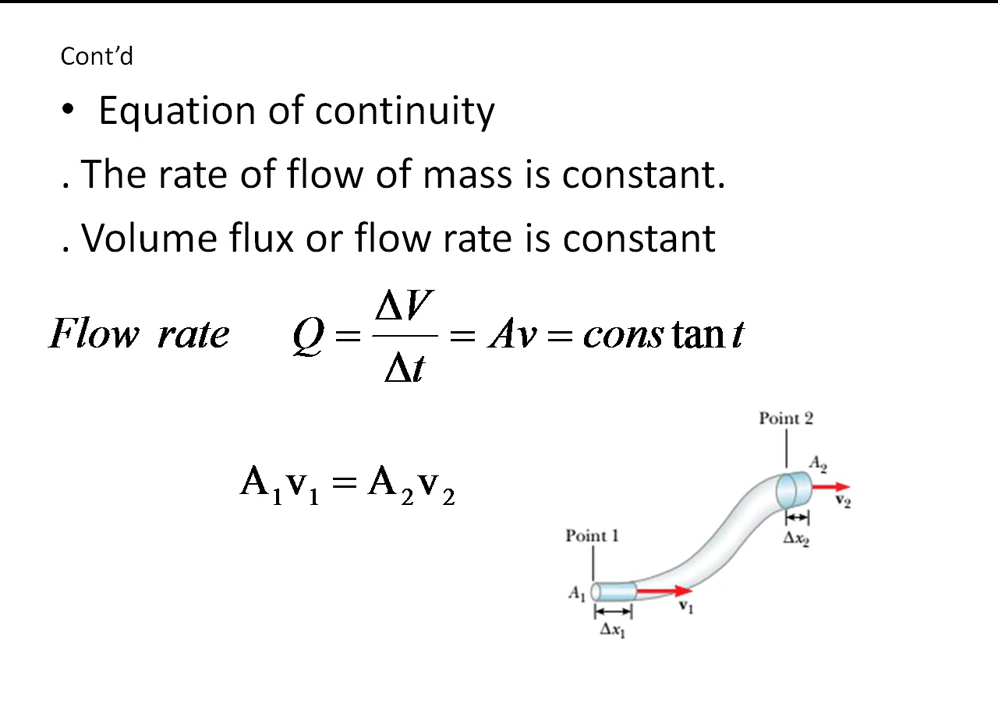 Cont’d
• Equation of continuity
. The rate of flow of mass is constant.
. Volume flux or flow rate is constant
Flow rate Q = ΔV/Δt = Av = cons tan t
A₁v₁ = A₂v₂
Point 2
A₂
v₂
Δx₂
Point 1
A₁
v₁
Δx₁